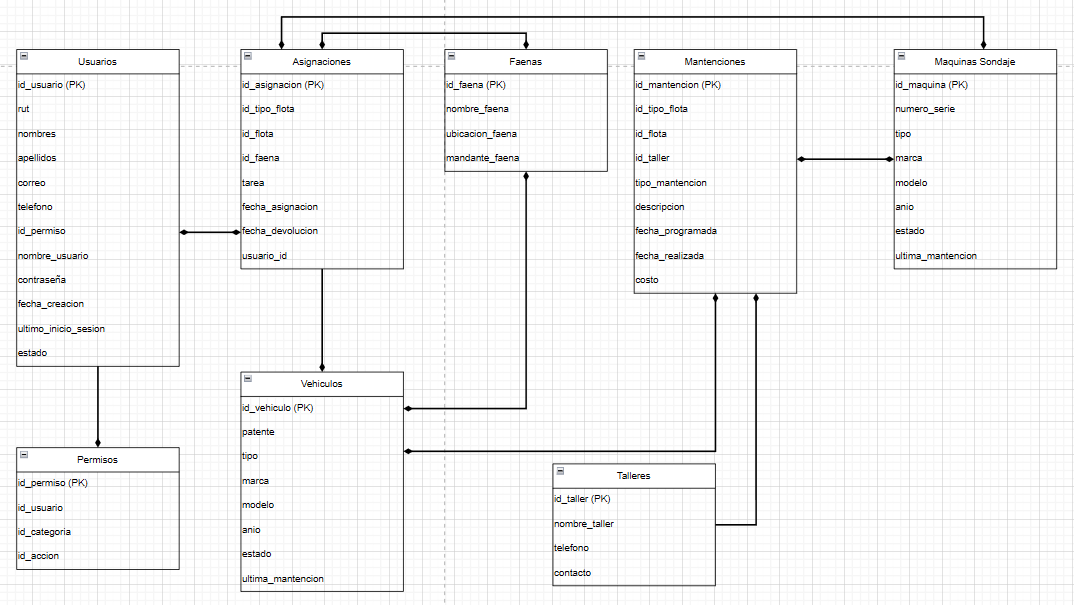 Usuarios
id_usuario (PK)
rut
nombres
apellidos
correo
telefono
id_permiso
nombre_usuario
contraseña
fecha_creacion
ultimo_inicio_sesion
estado
Asignaciones
id_asignacion (PK)
id_tipo_flota
id_flota
id_faena
tarea
fecha_asignacion
fecha_devolucion
usuario_id
Faenas
id_faena (PK)
nombre_faena
ubicacion_faena
mandante_faena
Mantenciones
id_mantencion (PK)
id_tipo_flota
id_flota
id_taller
tipo_mantencion
descripcion
fecha_programada
fecha_realizada
costo
Maquinas Sondaje
id_maquina (PK)
numero_serie
tipo
marca
modelo
anio
estado
ultima_mantencion
Permisos
id_permiso (PK)
id_usuario
id_categoria
id_accion
Vehiculos
id_vehiculo (PK)
patente
tipo
marca
modelo
anio
estado
ultima_mantencion
Talleres
id_taller (PK)
nombre_taller
telefono
contacto